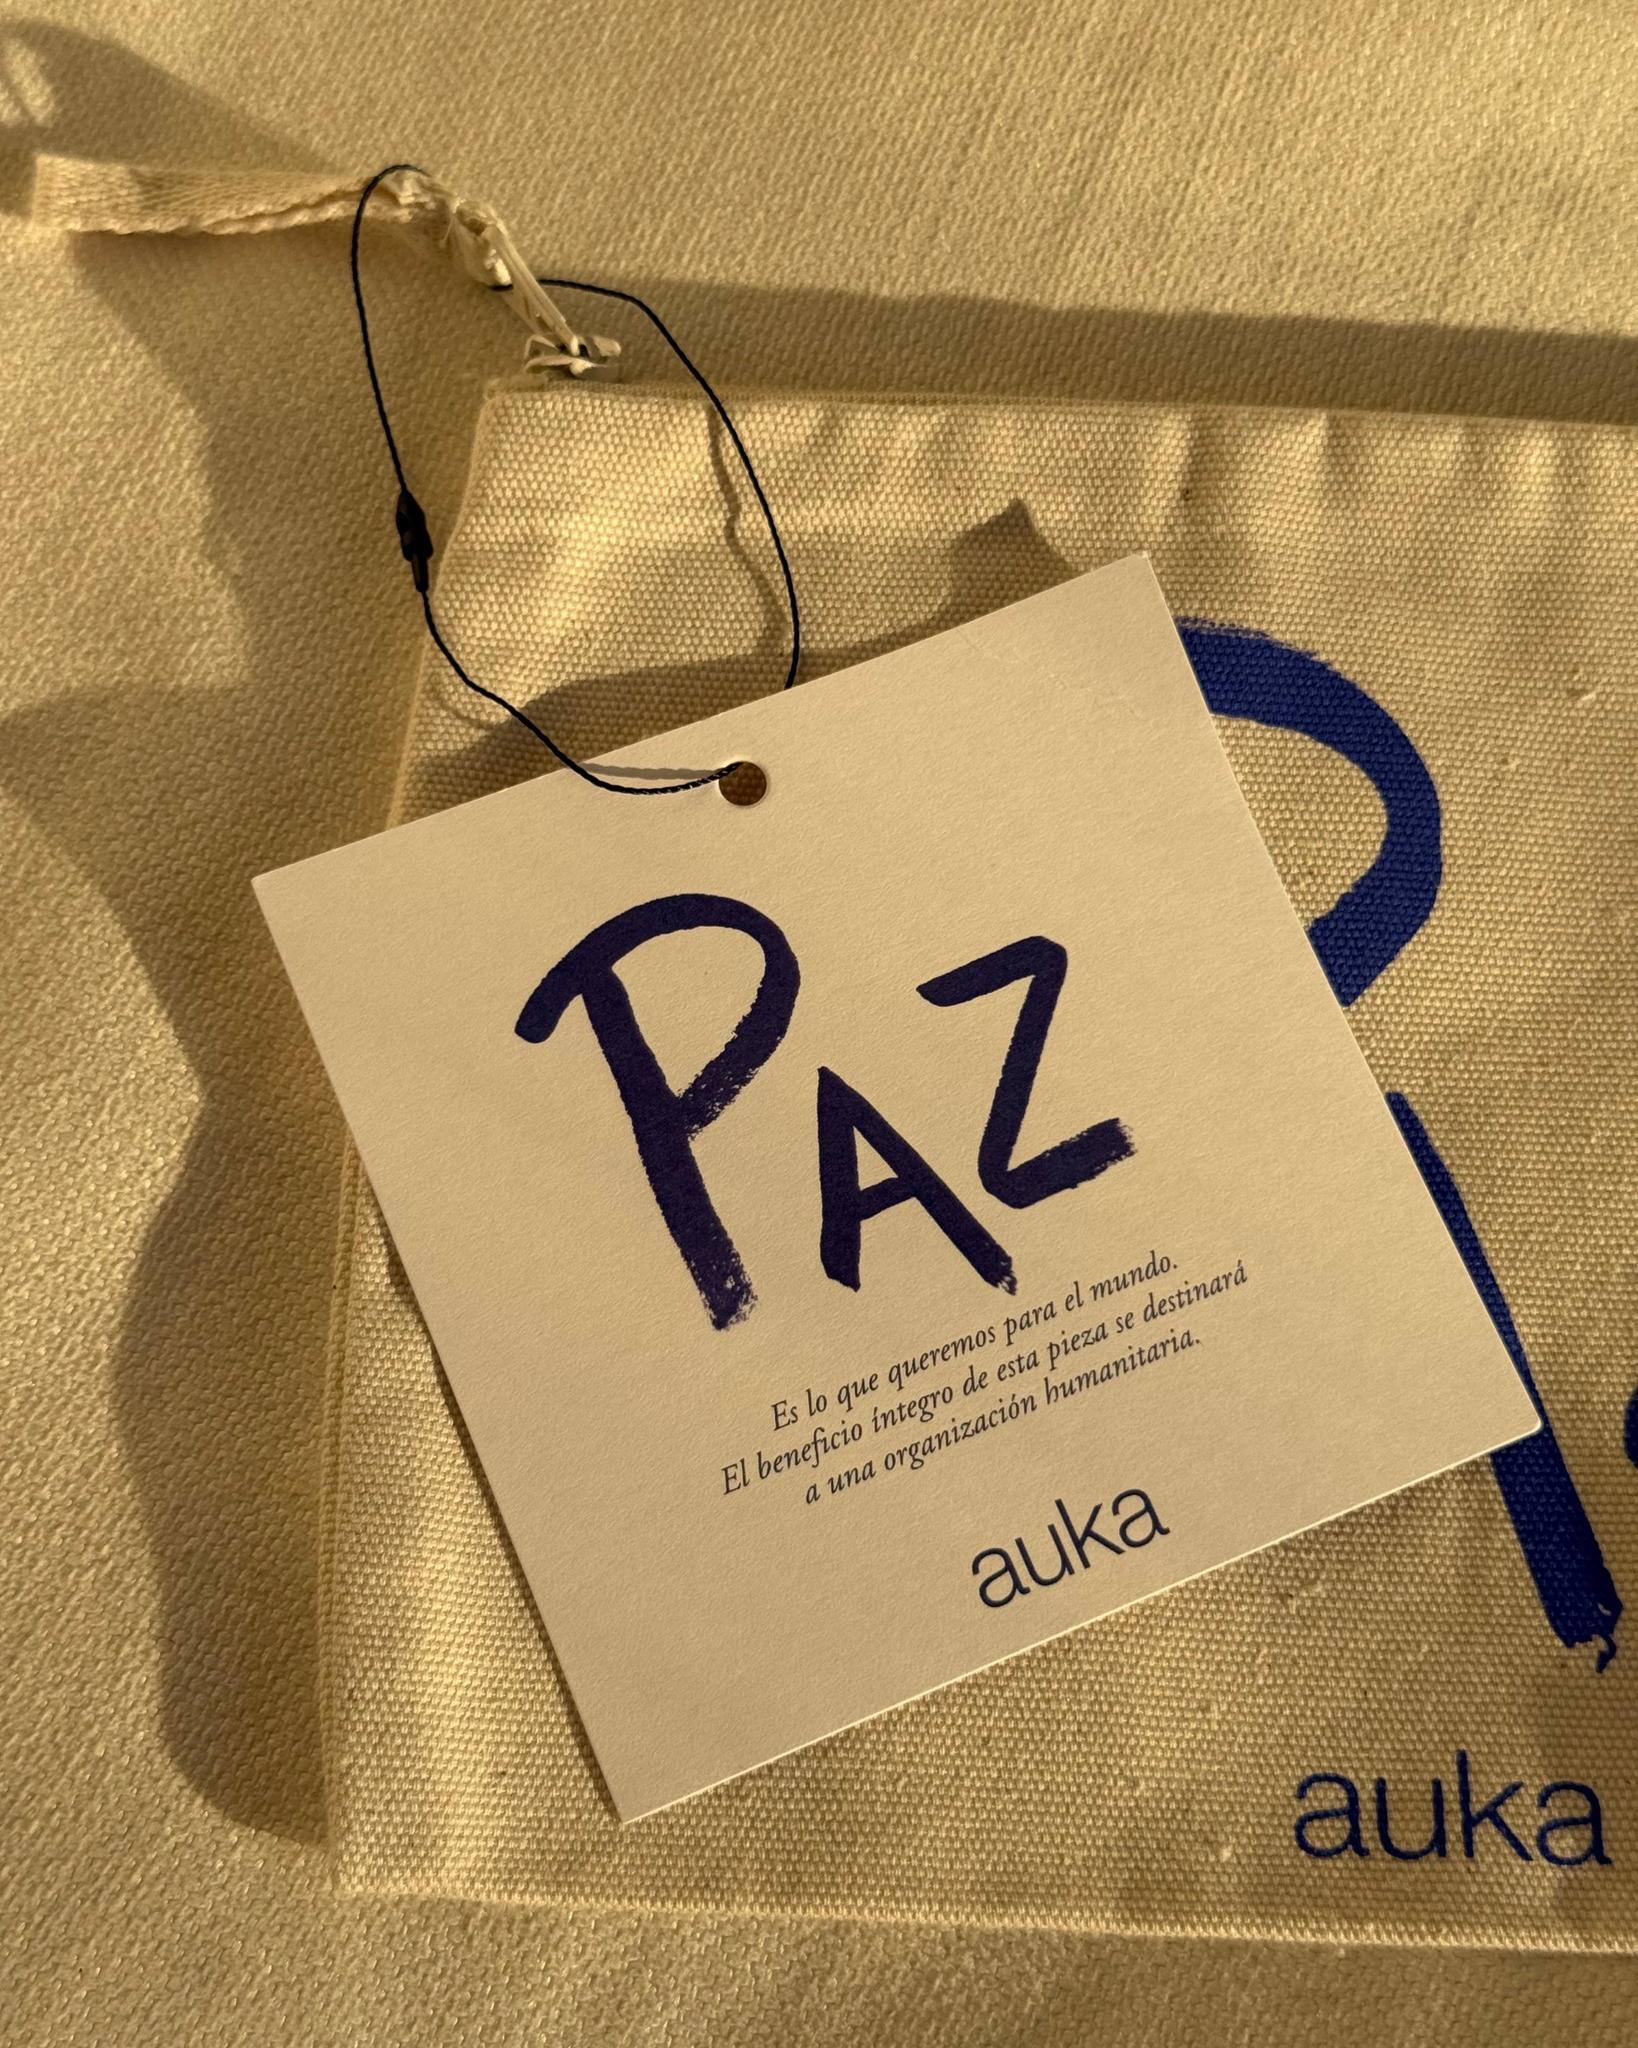 PAZ
Es lo que queremos para el mundo.
El beneficio íntegro de esta pieza se destinará
a una organización humanitaria.
auka
P
auka